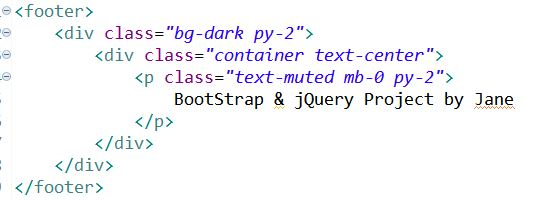 <footer>
<div class="bg-dark py-2">
<div class="container text-center">
<p class="text-muted mb-0 py-2">
BootStrap & jQuery Project by Jane
</p>
</div>
</div>
</footer>